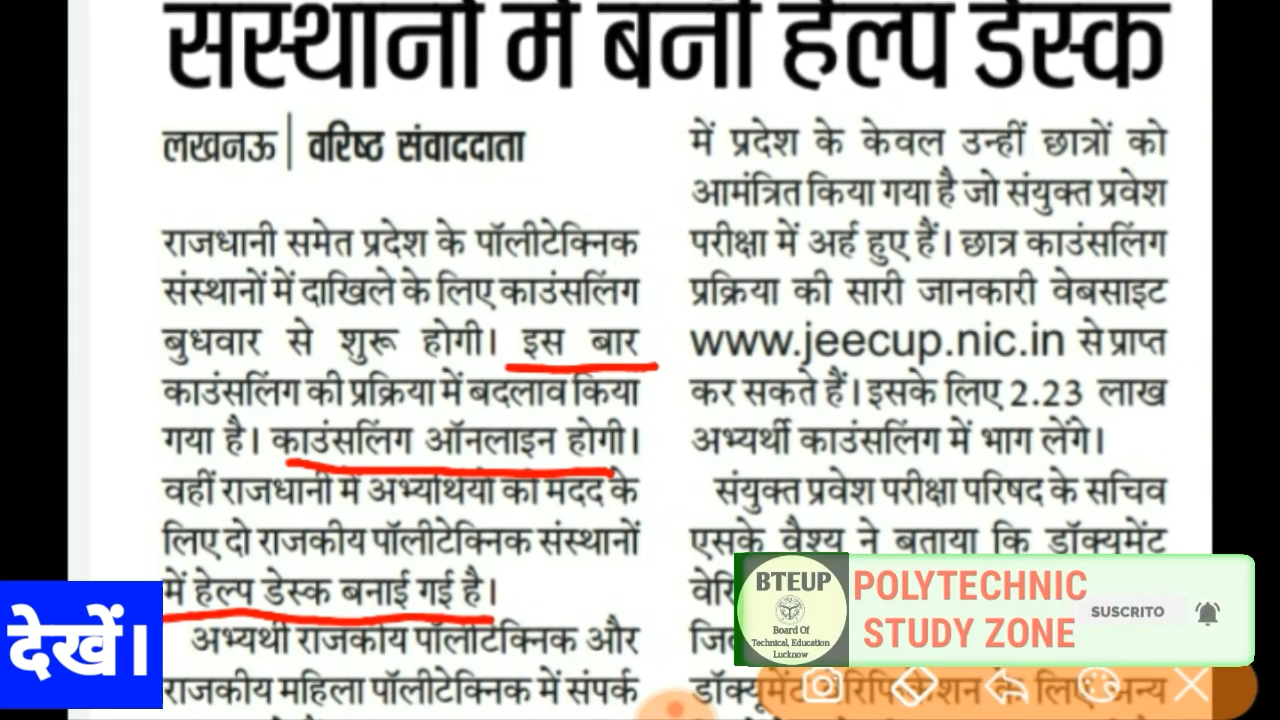 संस्थानों में बनी हेल्प डेस्क
लखनऊ | वरिष्ठ संवाददाता
राजधानी समेत प्रदेश के पॉलीटेक्निक
संस्थानों में दाखिले के लिए काउंसलिंग
बुधवार से शुरू होगी। इस बार
काउंसलिंग की प्रक्रिया में बदलाव किया
गया है। काउंसलिंग ऑनलाइन होगी।
वहीं राजधानी में अभ्यर्थियों की मदद के
लिए दो राजकीय पॉलीटेक्निक संस्थानों
में हेल्प डेस्क बनाई गई है।
अभ्यर्थी राजकीय पॉलीटेक्निक और
राजकीय महिला पॉलीटेक्निक में संपर्क
में प्रदेश के केवल उन्हीं छात्रों को
आमंत्रित किया गया है जो संयुक्त प्रवेश
परीक्षा में अर्ह हुए हैं। छात्र काउंसलिंग
प्रक्रिया की सारी जानकारी वेबसाइट
www.jeecup.nic.in से प्राप्त
कर सकते हैं। इसके लिए 2.23 लाख
अभ्यर्थी काउंसलिंग में भाग लेंगे।
संयुक्त प्रवेश परीक्षा परिषद के सचिव
एसके वैश्य ने बताया कि डॉक्यूमेंट
डॉक्यूमेंट वेरिफिकेशन के लिए अन्य
देखें।
BTEUP
Board Of
Technical, Education
Lucknow
POLYTECHNIC
STUDY ZONE
SUSCRITO